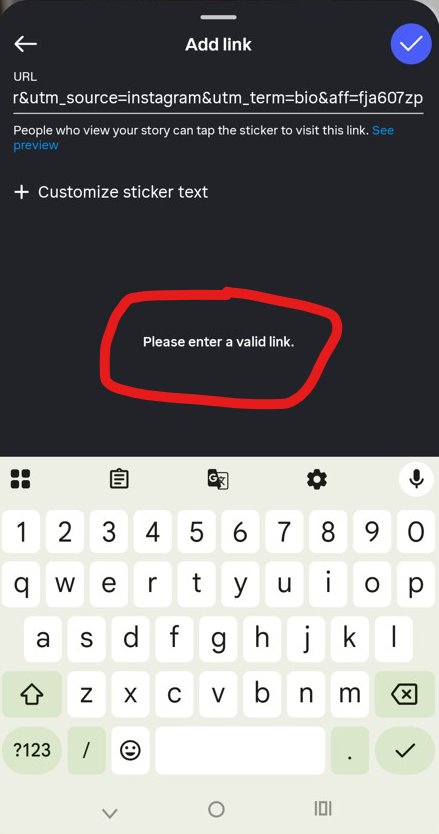 Add link
URL
r&utm_source=instagram&utm_term=bio&aff=fja607zp
People who view your story can tap the sticker to visit this link. See
preview
+ Customize sticker text
Please enter a valid link.
1 2 3 4 5 6 7 8 9 0
q w e r t y u i o p
a s d f g h j k l
z x c v b n m
?123 / .